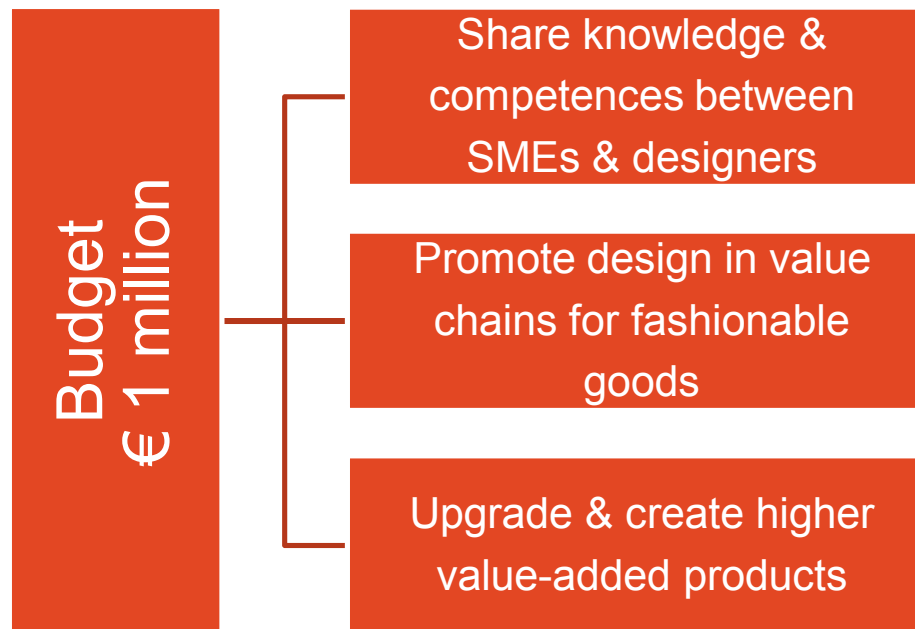 Budget
€ 1 million
Share knowledge &
competences between
SMEs & designers
Promote design in value
chains for fashionable
goods
Upgrade & create higher
value-added products